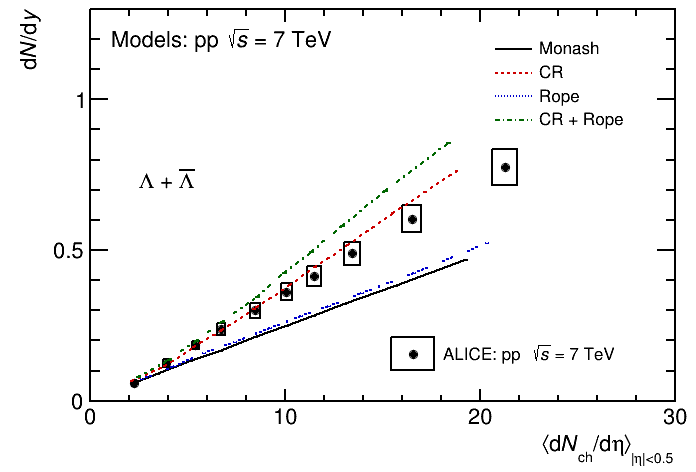 dN/dy
Models: pp √s = 7 TeV
Monash
CR
Rope
CR + Rope
Λ + Λ̅
1
0.5
0
ALICE: pp √s = 7 TeV
0 10 20 30
⟨dN_ch/dη⟩_|η|<0.5